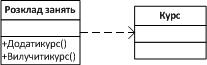 Розклад занять
+Додатикурс()
+Вилучитикурс()
Курс